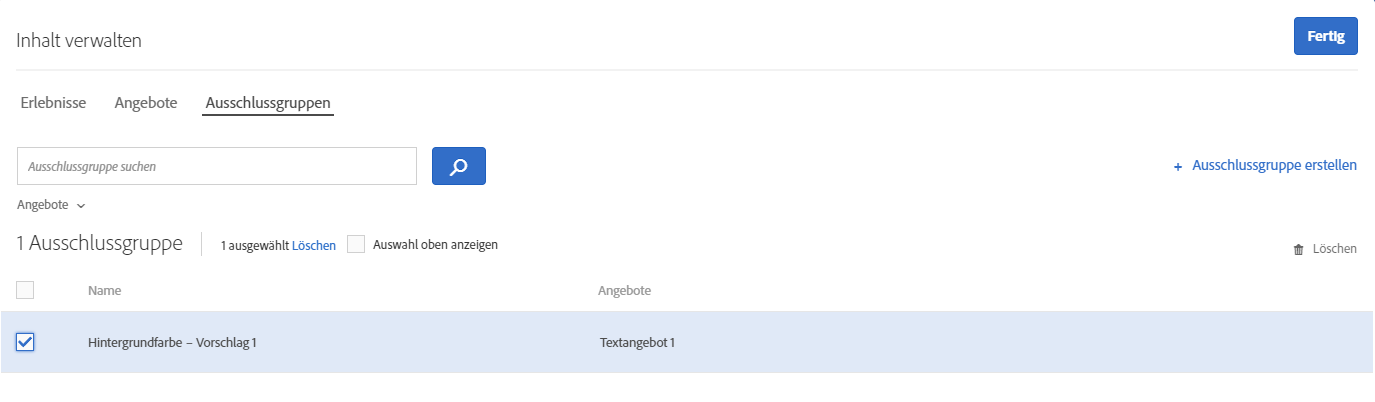 Inhalt verwalten
Fertig
Erlebnisse Angebote Ausschlussgruppen
Ausschlussgruppe suchen
+ Ausschlussgruppe erstellen
Angebote
1 Ausschlussgruppe 1 ausgewählt Löschen Auswahl oben anzeigen
Löschen
Name Angebote
Hintergrundfarbe – Vorschlag 1 Textangebot 1